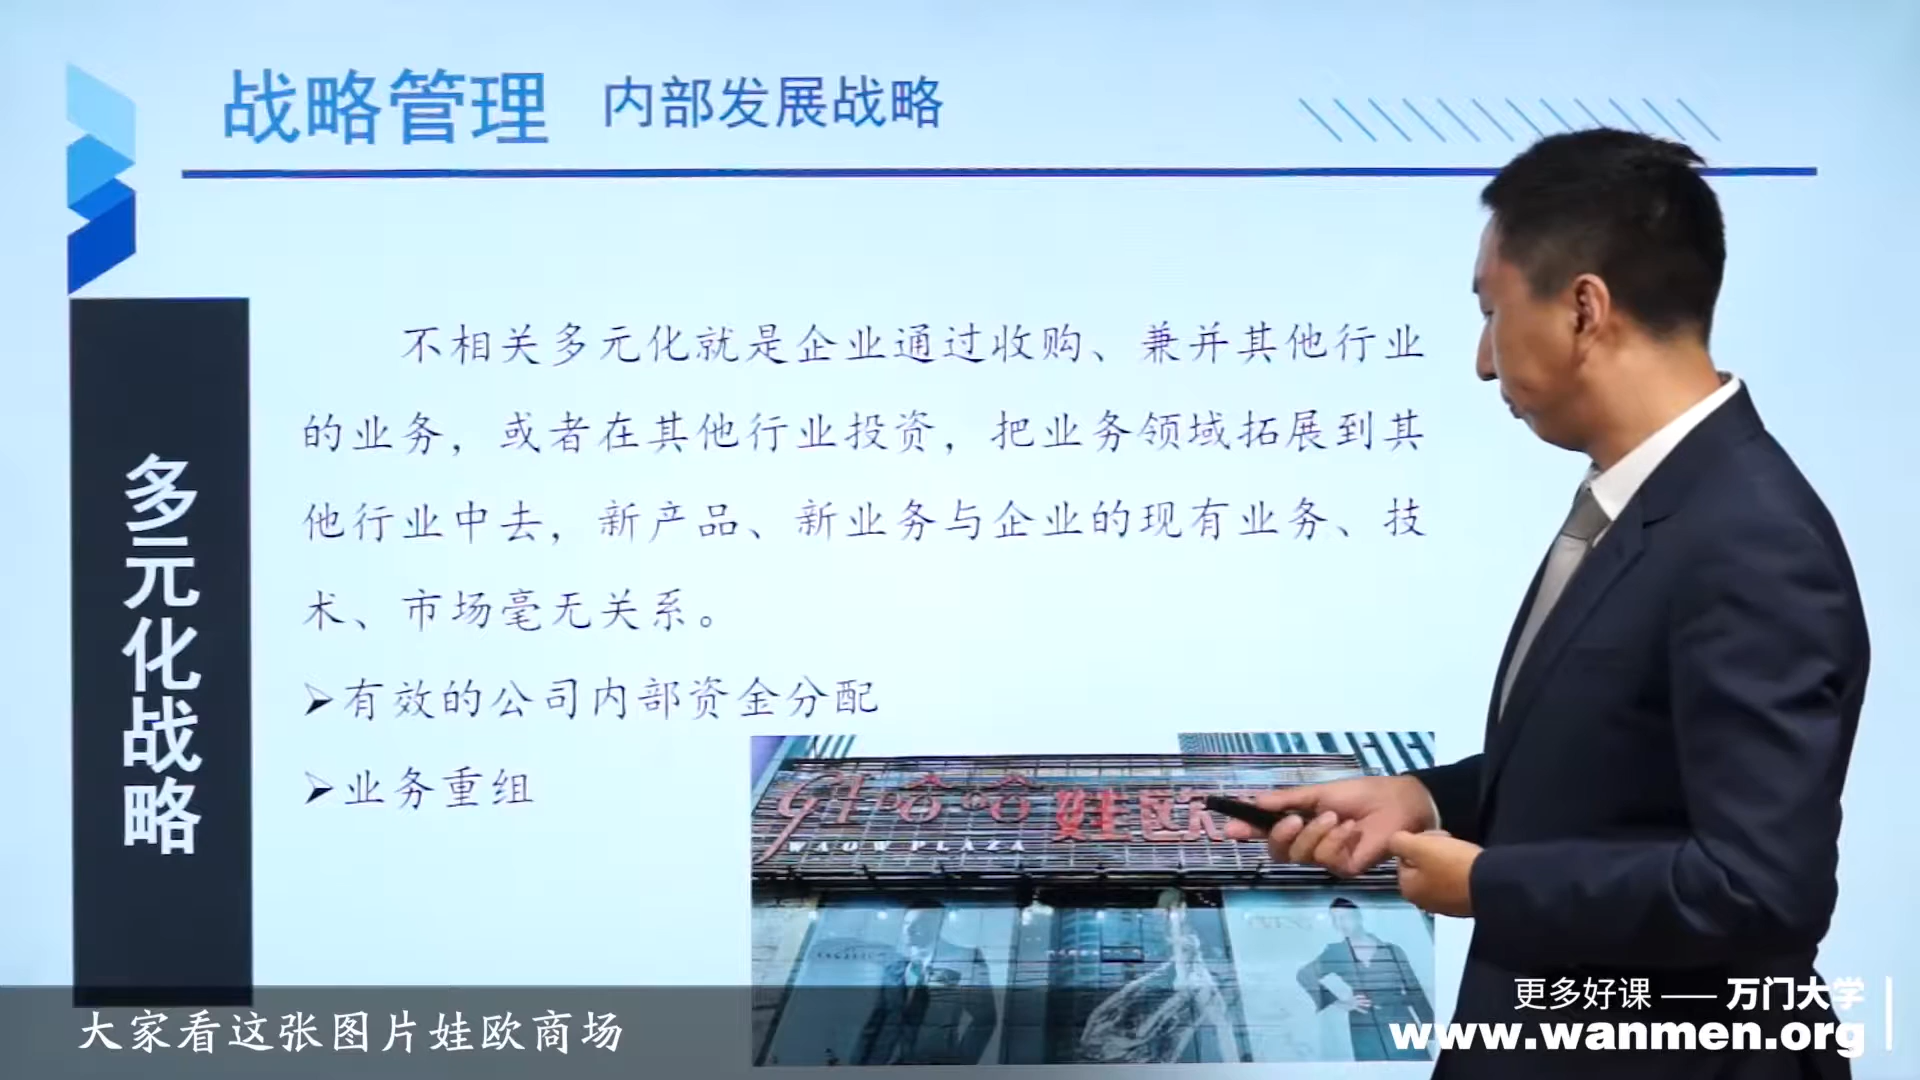 战略管理 内部发展战略
多元化战略
不相关多元化就是企业通过收购、兼并其他行业
的业务，或者在其他行业投资，把业务领域拓展到其
他行业中去，新产品、新业务与企业的现有业务、技
术、市场毫无关系。
有效的公司内部资金分配
业务重组
娃欧
WAOW PLAZA
大家看这张图片娃欧商场
更多好课 —— 万门大学
www.wanmen.org